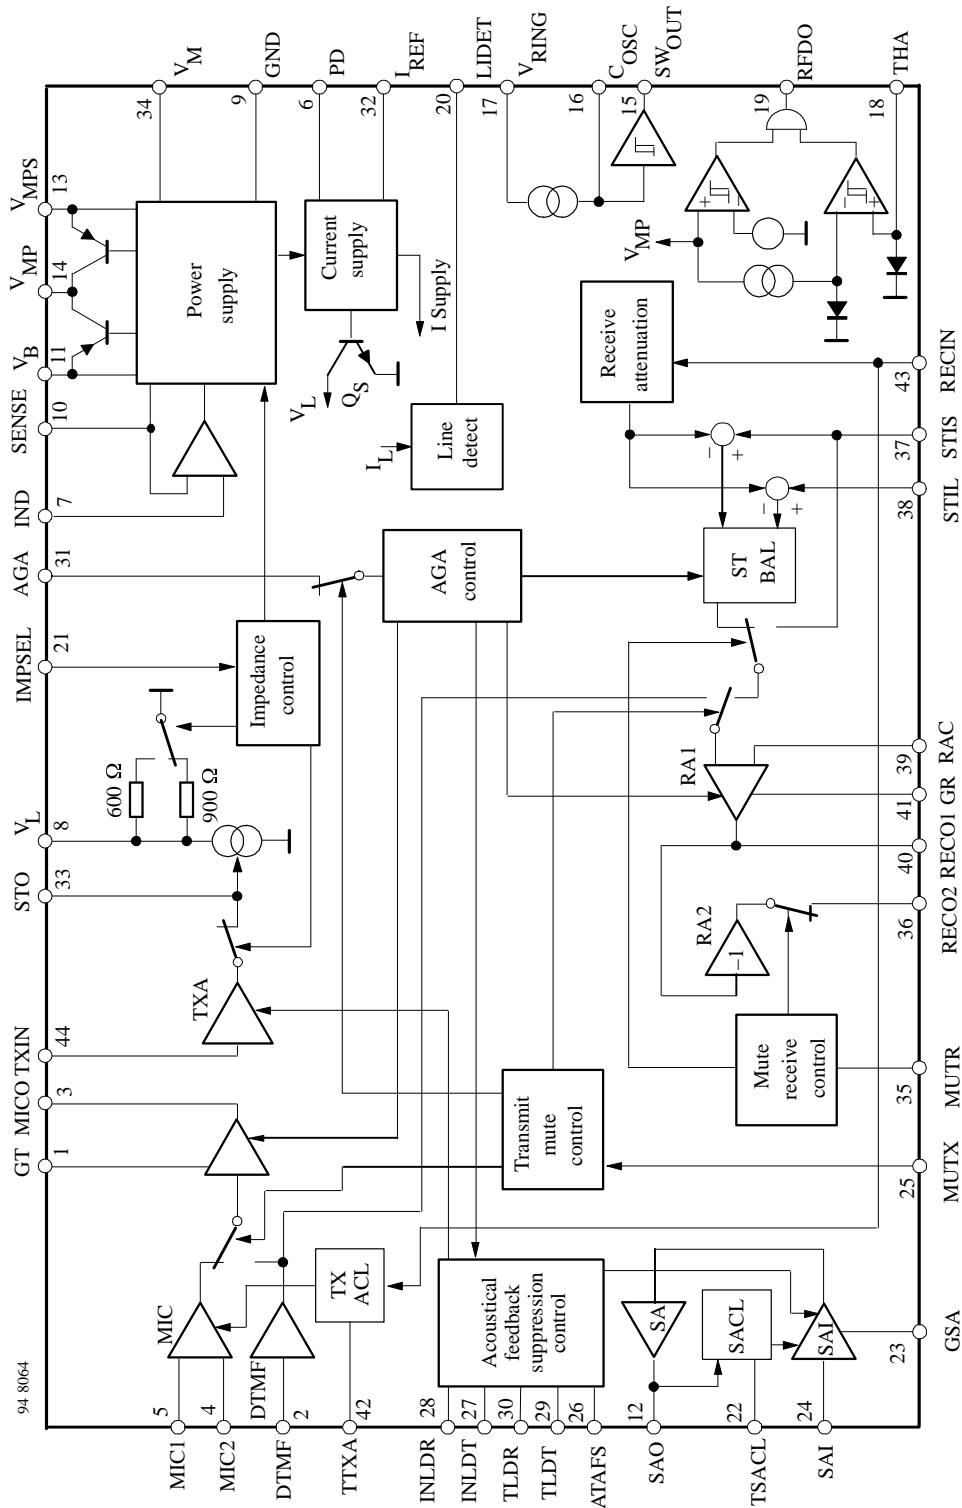 94 8064
GT
1
MICO
3
TXIN
44
STO
33
V_L
8
IMPSEL
21
AGA
31
IND
7
SENSE
10
V_B
11
V_MP
14
V_MPS
13
600 Ω
900 Ω
MIC1
5
MIC2
4
DTMF
2
TTXA
42
INLDR
28
INLDT
27
TLDR
30
TLDT
29
ATAFS
26
SAO
12
TSACL
22
SAI
24
MIC
DTMF
TX
ACL
TXA
Impedance
control
Power
supply
Current
supply
V_L
Q_S
I Supply
I_L
Line
detect
AGA
control
Transmit
mute
control
Acoustical
feedback
suppression
control
SA
SACL
SAI
Mute
receive
control
RA2
−1
RA1
ST
BAL
Receive
attenuation
−
+
−
+
V_MP
+
−
−
+
34
V_M
9
GND
6
PD
32
I_REF
20
LIDET
17
V_RING
16
C_OSC
15
SW_OUT
19
RFDO
18
THA
GSA
23
MUTX
25
MUTR
35
RECO2
36
RECO1
40
GR
41
RAC
39
STIL
38
STIS
37
RECIN
43